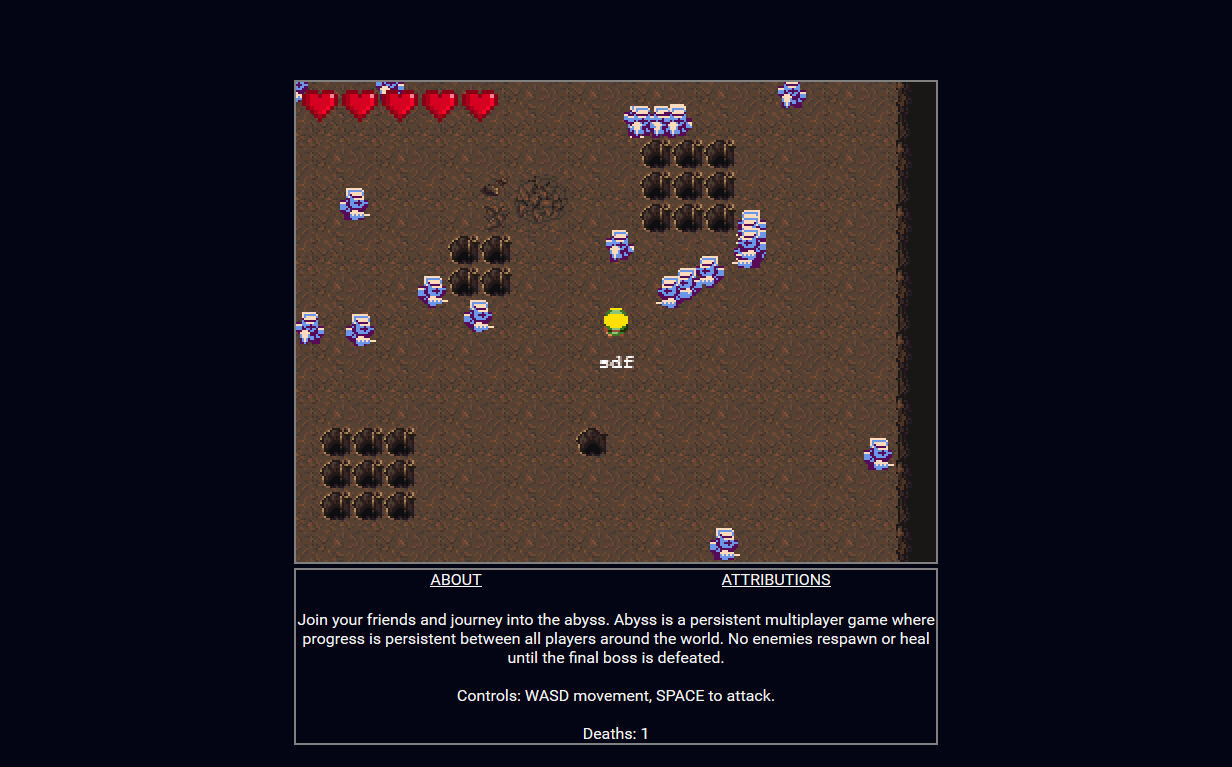 sdf
ABOUT
ATTRIBUTIONS
Join your friends and journey into the abyss. Abyss is a persistent multiplayer game where
progress is persistent between all players around the world. No enemies respawn or heal
until the final boss is defeated.
Controls: WASD movement, SPACE to attack.
Deaths: 1